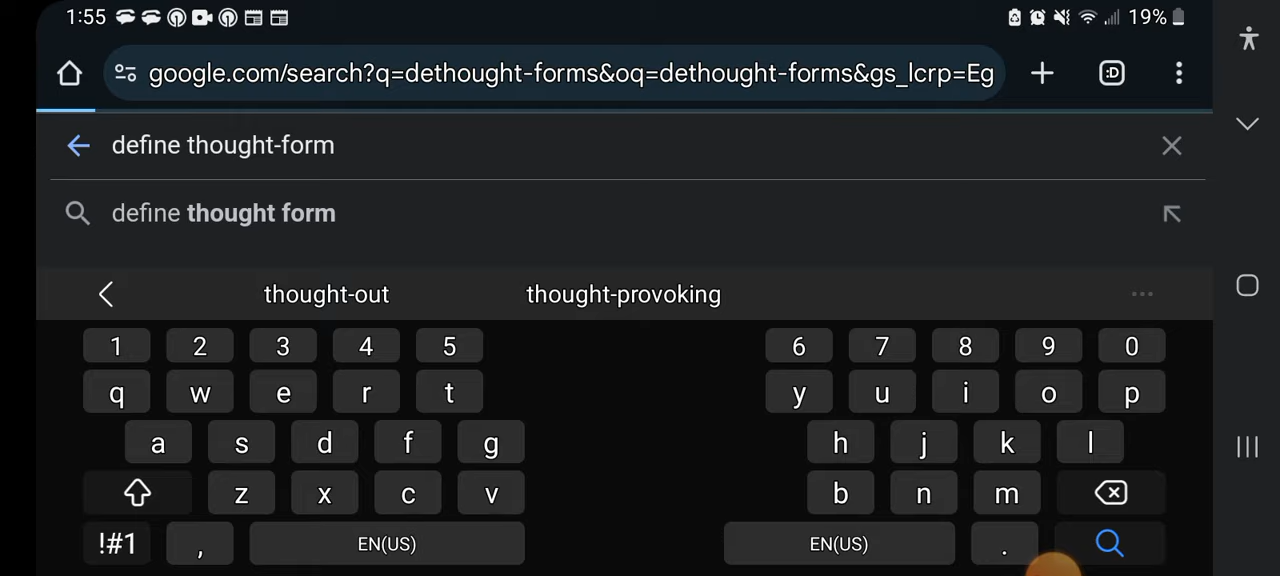 1:55 19%
google.com/search?q=dethought-forms&oq=dethought-forms&gs_lcrp=Eg :D
define thought-form
define thought form
thought-out thought-provoking ...
1 2 3 4 5 6 7 8 9 0
q w e r t y u i o p
a s d f g h j k l
z x c v b n m
!#1 , EN(US) EN(US) .